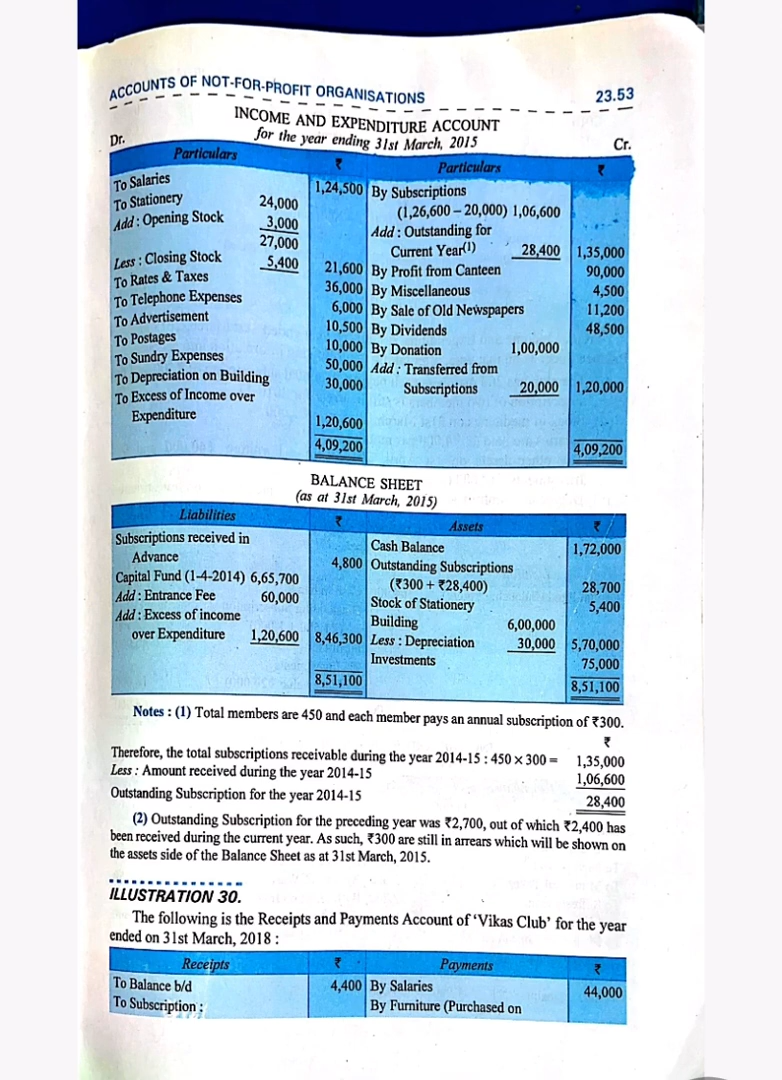 ACCOUNTS OF NOT-FOR-PROFIT ORGANISATIONS 23.53
INCOME AND EXPENDITURE ACCOUNT
for the year ending 31st March, 2015
Dr. Cr.
Particulars ₹ Particulars ₹
To Salaries 1,24,500 By Subscriptions
To Stationery 24,000 (1,26,600 – 20,000) 1,06,600
Add : Opening Stock 3,000 Add : Outstanding for
27,000 Current Year(1) 28,400 1,35,000
Less : Closing Stock 5,400 21,600 By Profit from Canteen 90,000
To Rates & Taxes 36,000 By Miscellaneous 4,500
To Telephone Expenses 6,000 By Sale of Old Newspapers 11,200
To Advertisement 10,500 By Dividends 48,500
To Postages 10,000 By Donation 1,00,000
To Sundry Expenses 50,000 Add : Transferred from
To Depreciation on Building 30,000 Subscriptions 20,000 1,20,000
To Excess of Income over
Expenditure 1,20,600
4,09,200 4,09,200
BALANCE SHEET
(as at 31st March, 2015)
Liabilities ₹ Assets ₹
Subscriptions received in Cash Balance 1,72,000
Advance 4,800 Outstanding Subscriptions
Capital Fund (1-4-2014) 6,65,700 (₹300 + ₹28,400) 28,700
Add : Entrance Fee 60,000 Stock of Stationery 5,400
Add : Excess of income Building 6,00,000
over Expenditure 1,20,600 8,46,300 Less : Depreciation 30,000 5,70,000
Investments 75,000
8,51,100 8,51,100
Notes : (1) Total members are 450 and each member pays an annual subscription of ₹300.
₹
Therefore, the total subscriptions receivable during the year 2014-15 : 450 × 300 = 1,35,000
Less : Amount received during the year 2014-15 1,06,600
Outstanding Subscription for the year 2014-15 28,400
(2) Outstanding Subscription for the preceding year was ₹2,700, out of which ₹2,400 has
been received during the current year. As such, ₹300 are still in arrears which will be shown on
the assets side of the Balance Sheet as at 31st March, 2015.
ILLUSTRATION 30.
The following is the Receipts and Payments Account of ‘Vikas Club’ for the year
ended on 31st March, 2018 :
Receipts ₹ Payments ₹
To Balance b/d 4,400 By Salaries 44,000
To Subscription : By Furniture (Purchased on